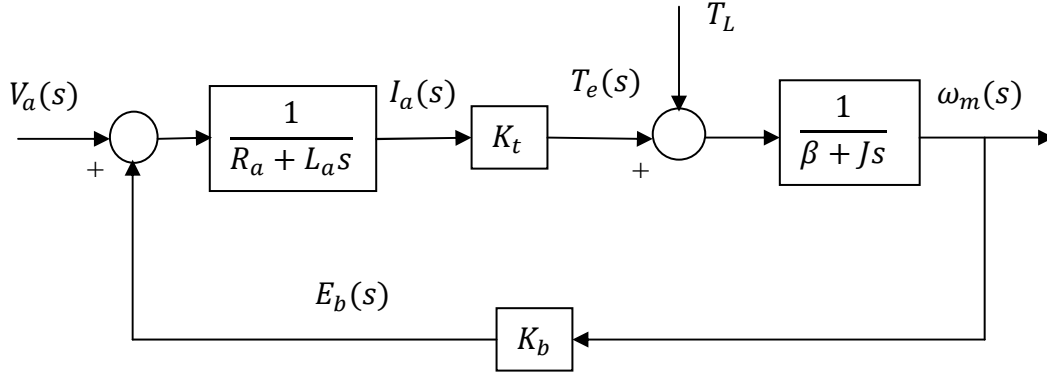 T_L
V_a(s)
+
1
R_a + L_a s
I_a(s)
K_t
T_e(s)
+
1
β + Js
ω_m(s)
E_b(s)
K_b